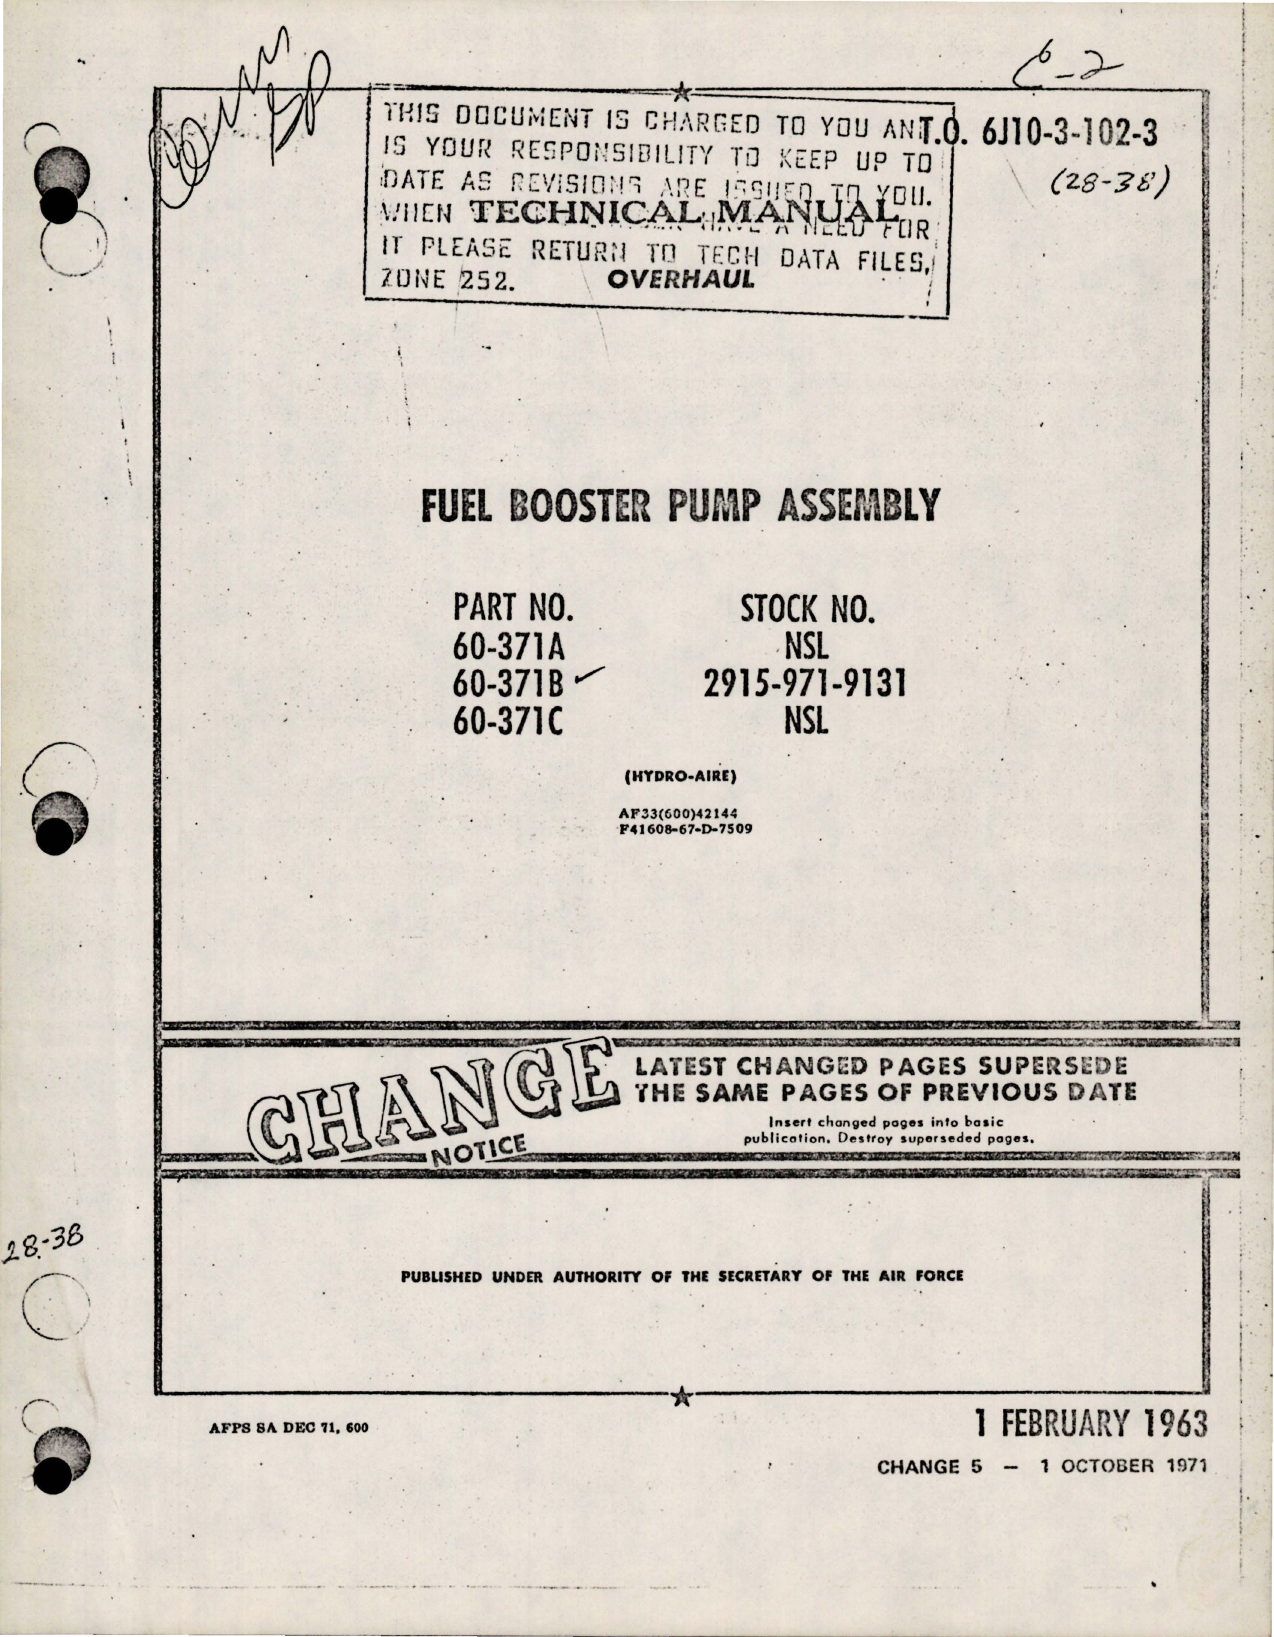 C-2
THIS DOCUMENT IS CHARGED TO YOU AN
T.O. 6J10-3-102-3
IS YOUR RESPONSIBILITY TO KEEP UP TO
(28-38)
DATE AS REVISIONS ARE ISSUED TO YOU.
WHEN
TECHNICAL MANUAL
HAVE A NEED FOR
IT PLEASE RETURN TO TECH DATA FILES,
ZONE 252.
OVERHAUL
FUEL BOOSTER PUMP ASSEMBLY
PART NO. STOCK NO.
60-371A NSL
60-371B ✓ 2915-971-9131
60-371C NSL
(HYDRO-AIRE)
AF33(600)42144
F41608-67-D-7509
CHANGE
NOTICE
LATEST CHANGED PAGES SUPERSEDE
THE SAME PAGES OF PREVIOUS DATE
Insert changed pages into basic
publication. Destroy superseded pages.
28-38
PUBLISHED UNDER AUTHORITY OF THE SECRETARY OF THE AIR FORCE
AFPS SA DEC 71, 600
1 FEBRUARY 1963
CHANGE 5 — 1 OCTOBER 1971